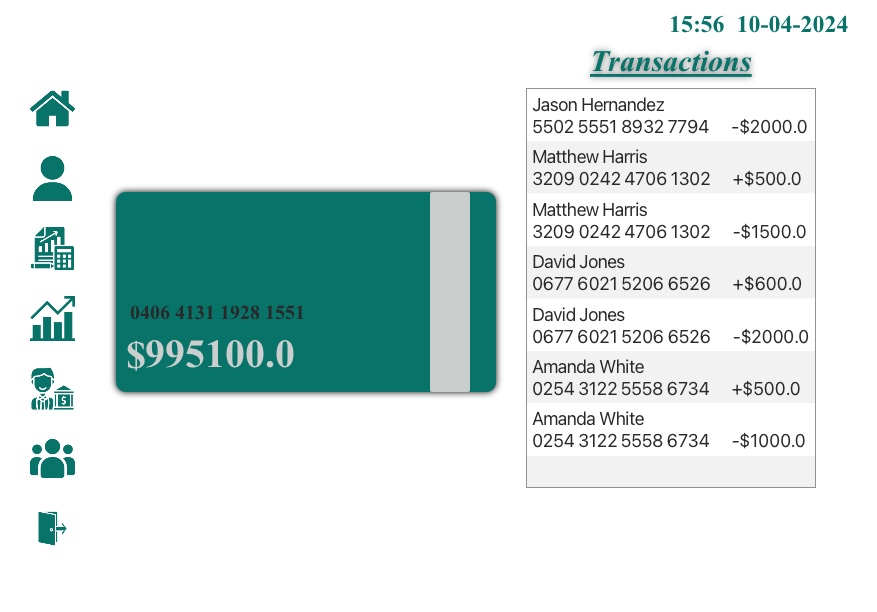 15:56 10-04-2024
Transactions
Jason Hernandez
5502 5551 8932 7794 -$2000.0
Matthew Harris
3209 0242 4706 1302 +$500.0
Matthew Harris
3209 0242 4706 1302 -$1500.0
David Jones
0677 6021 5206 6526 +$600.0
David Jones
0677 6021 5206 6526 -$2000.0
Amanda White
0254 3122 5558 6734 +$500.0
Amanda White
0254 3122 5558 6734 -$1000.0
0406 4131 1928 1551
$995100.0
$